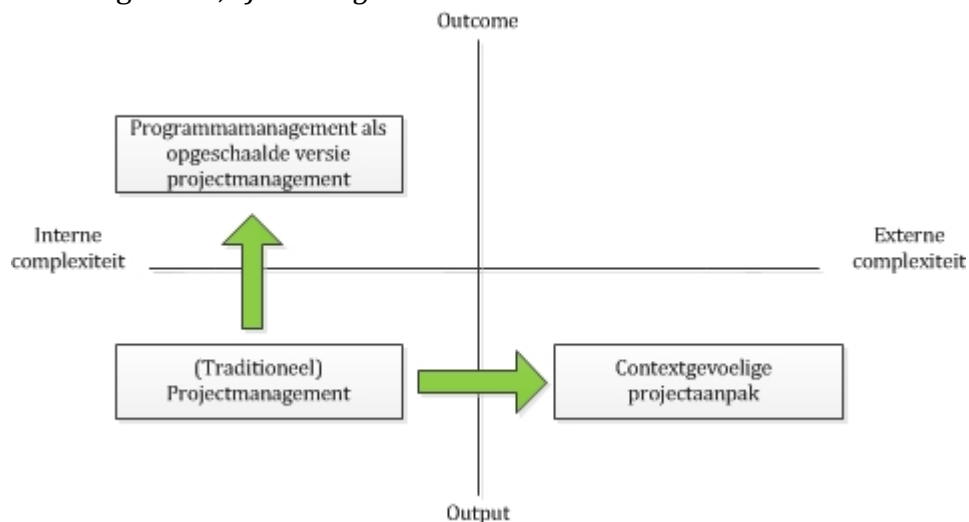 Outcome
Programmamanagement als
opgeschaalde versie
projectmanagement
Interne
complexiteit
Externe
complexiteit
(Traditioneel)
Projectmanagement
Contextgevoelige
projectaanpak
Output